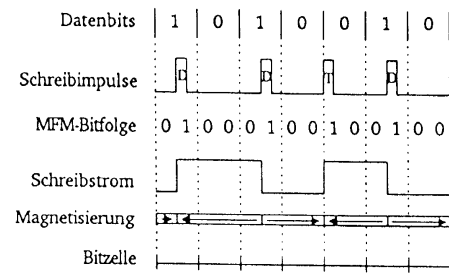 Datenbits 1 0 1 0 0 1 0
Schreibimpulse D D T D
MFM-Bitfolge 0 1 0 0 0 1 0 0 1 0 0 1 0 0
Schreibstrom
Magnetisierung
Bitzelle